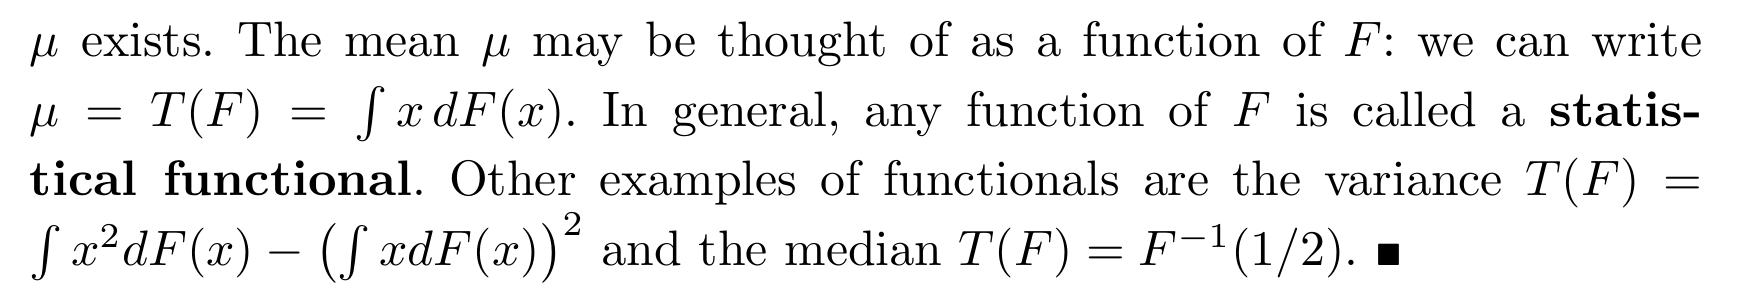 μ exists. The mean μ may be thought of as a function of F: we can write
μ = T(F) = ∫ x dF(x). In general, any function of F is called a statis-
tical functional. Other examples of functionals are the variance T(F) =
∫ x²dF(x) − (∫ xdF(x))² and the median T(F) = F⁻¹(1/2). ■